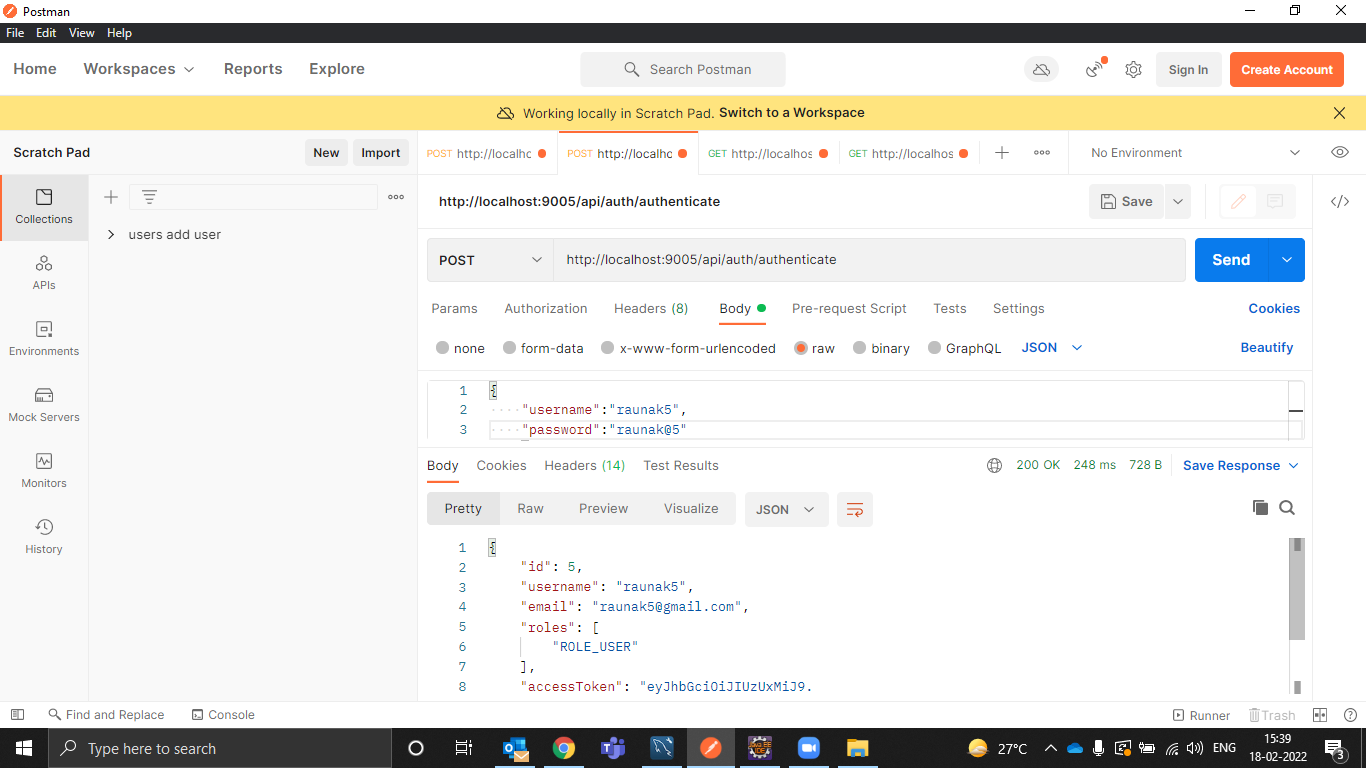 Postman
File Edit View Help
Home Workspaces Reports Explore Search Postman Sign In Create Account
Working locally in Scratch Pad. Switch to a Workspace
Scratch Pad New Import POST http://localhc POST http://localhc GET http://localhos GET http://localhos No Environment
Collections
APIs
Environments
Mock Servers
Monitors
History
users add user
http://localhost:9005/api/auth/authenticate Save
POST http://localhost:9005/api/auth/authenticate Send
Params Authorization Headers (8) Body Pre-request Script Tests Settings Cookies
none form-data x-www-form-urlencoded raw binary GraphQL JSON Beautify
1 {
2 "username":"raunak5",
3 "password":"raunak@5"
Body Cookies Headers (14) Test Results 200 OK 248 ms 728 B Save Response
Pretty Raw Preview Visualize JSON
1 {
2 "id": 5,
3 "username": "raunak5",
4 "email": "raunak5@gmail.com",
5 "roles": [
6 "ROLE_USER"
7 ],
8 "accessToken": "eyJhbGciOiJIUzUxMiJ9.
Find and Replace Console Runner Trash
Type here to search 27°C ENG 15:39
18-02-2022 3